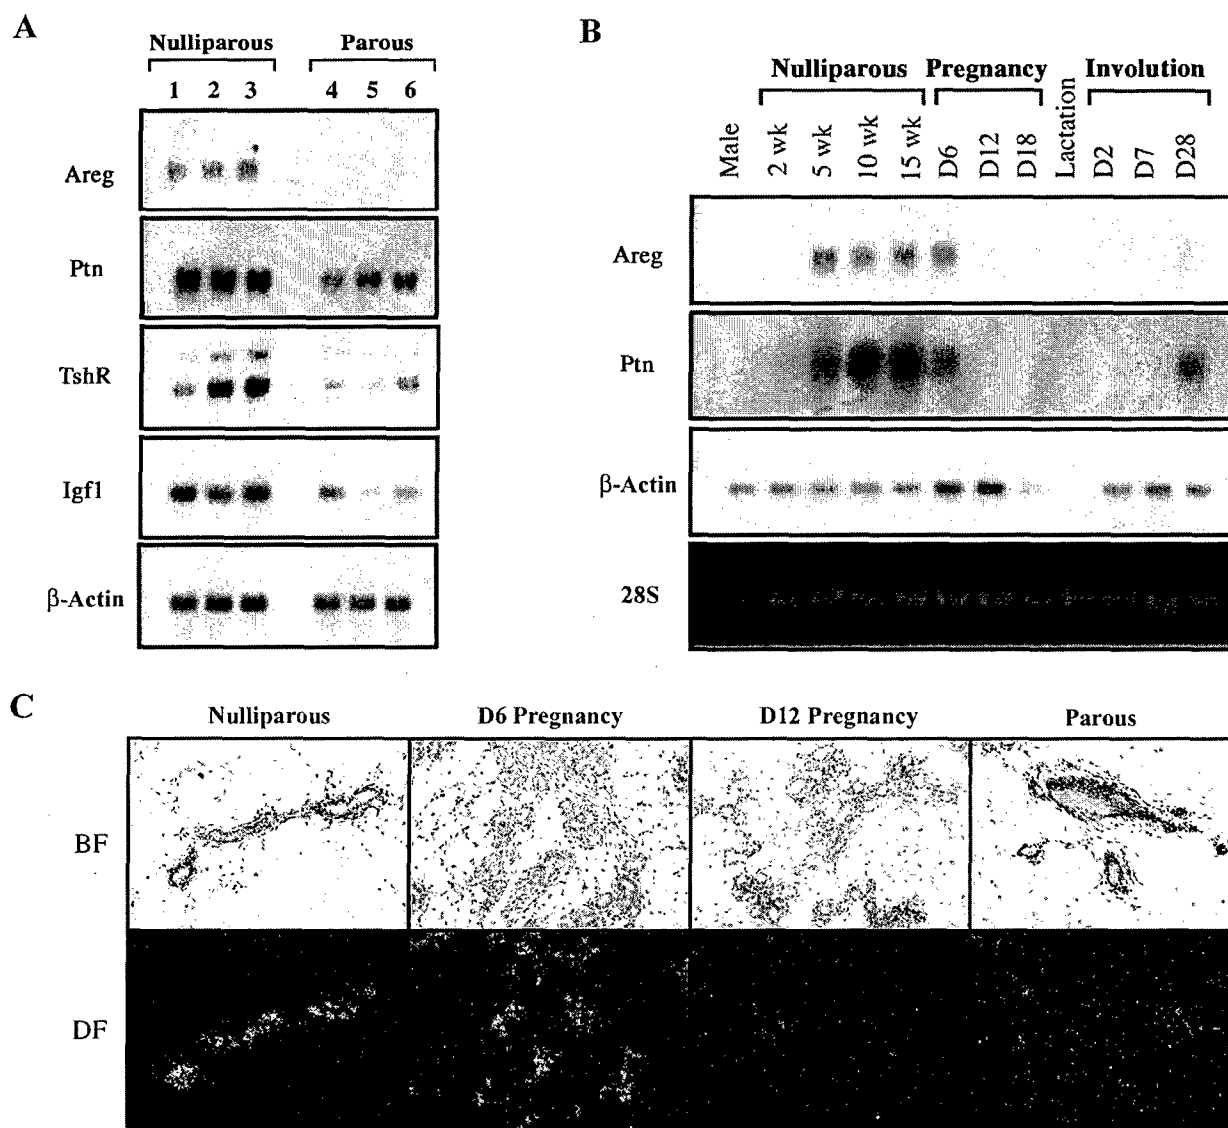 A
Nulliparous Parous
1 2 3 4 5 6
Areg
Ptn
TshR
Igf1
β-Actin
B
Nulliparous Pregnancy Involution
Male 2 wk 5 wk 10 wk 15 wk D6 D12 D18 Lactation D2 D7 D28
Areg
Ptn
β-Actin
28S
C
Nulliparous D6 Pregnancy D12 Pregnancy Parous
BF
DF